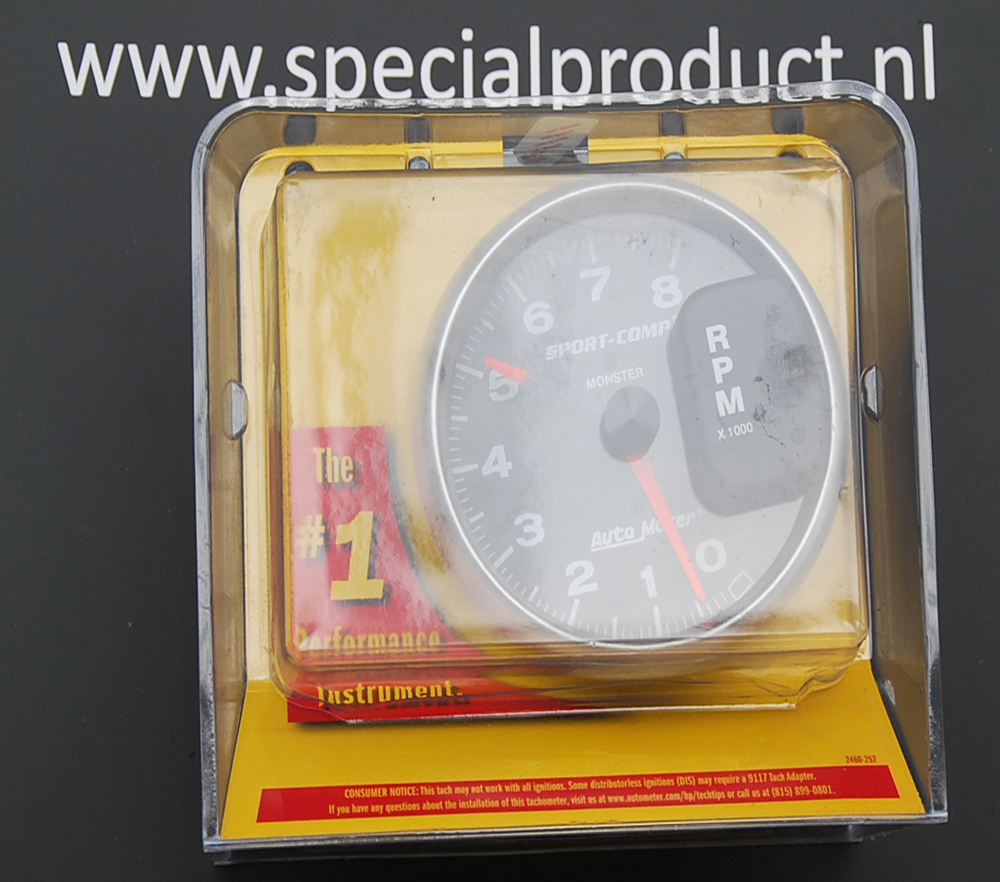 www.specialproduct.nl
7
8
6
SPORT-COMP
5
MONSTER
R
P
M
X 1000
4
3
Auto Meter
2
1
0
The
#1
Performance
Instrument.
2460-252
CONSUMER NOTICE: This tach may not work with all ignitions. Some distributorless ignitions (DIS) may require a 9117 Tach Adapter.
If you have any questions about the installation of this tachometer, visit us at www.autometer.com/hp/techtips or call us at (815) 899-0801.